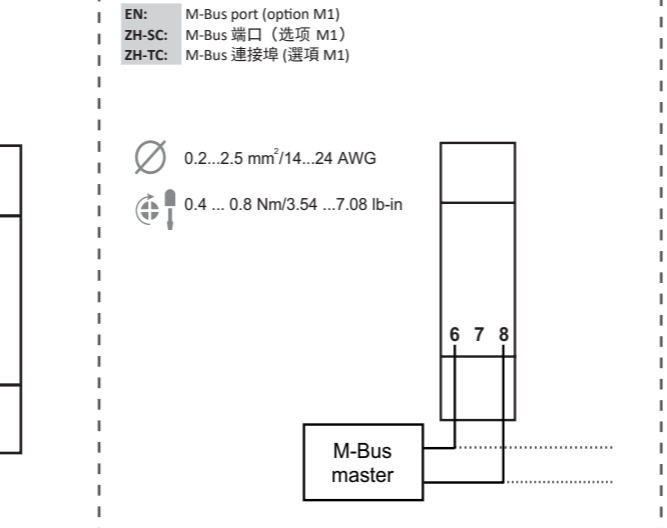 EN: M-Bus port (option M1)
ZH-SC: M-Bus 端口（选项 M1）
ZH-TC: M-Bus 連接埠 (選項 M1)
0.2...2.5 mm²/14...24 AWG
0.4 ... 0.8 Nm/3.54 ...7.08 lb-in
6 7 8
M-Bus
master